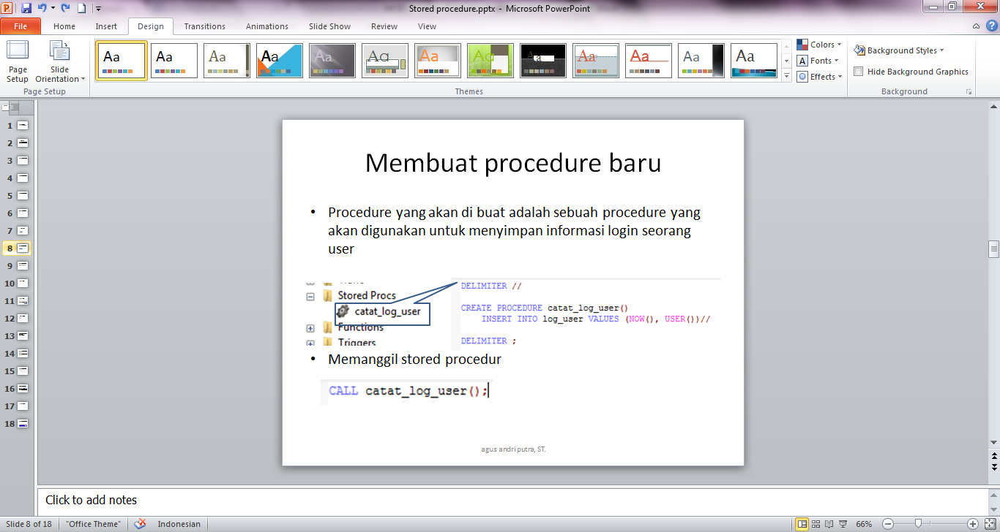 Stored procedure.pptx - Microsoft PowerPoint
File Home Insert Design Transitions Animations Slide Show Review View
Aa Aa Aa Aa Aa Aa Aa Aa Aa Aa Aa Aa Aa
Page Setup
Slide Orientation
Colors
Fonts
Effects
Background Styles
Hide Background Graphics
Page Setup Themes Background
1
2
3
4
5
6
7
8
9
10
11
12
13
14
15
16
17
18
Membuat procedure baru
• Procedure yang akan di buat adalah sebuah procedure yang
akan digunakan untuk menyimpan informasi login seorang
user
Stored Procs
catat_log_user
Functions
Triggers
DELIMITER //
CREATE PROCEDURE catat_log_user()
INSERT INTO log_user VALUES (NOW(), USER())//
DELIMITER ;
• Memanggil stored procedur
CALL catat_log_user();
agus andri putra, ST.
Click to add notes
Slide 8 of 18 "Office Theme" Indonesian 66%